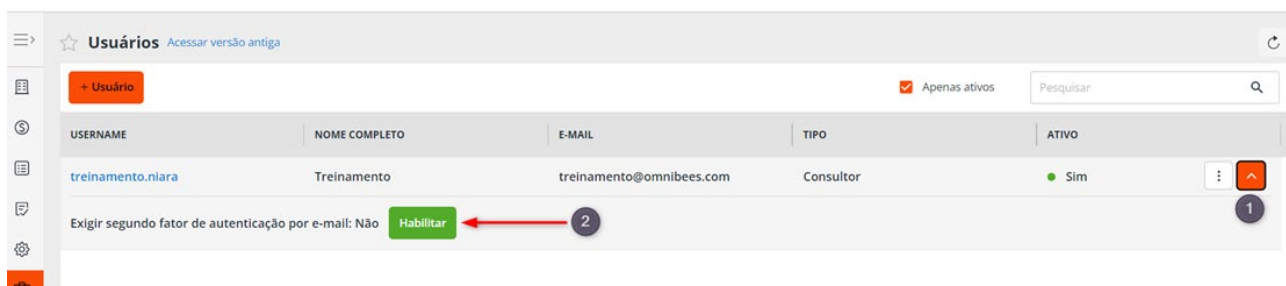 Usuários Acessar versão antiga
+ Usuário Apenas ativos Pesquisar
USERNAME NOME COMPLETO E-MAIL TIPO ATIVO
treinamento.niara Treinamento treinamento@omnibees.com Consultor Sim
1
Exigir segundo fator de autenticação por e-mail: Não Habilitar 2